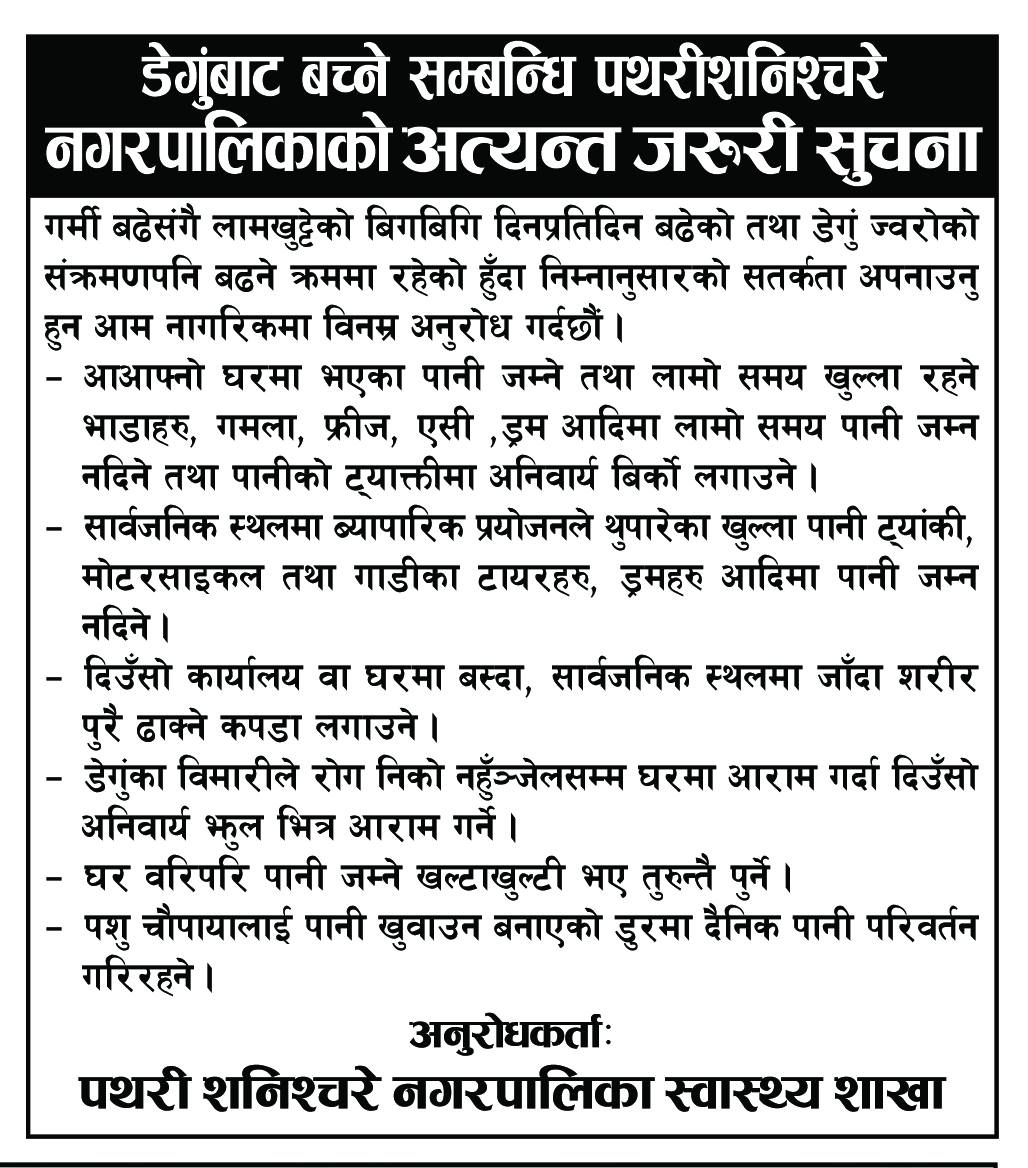 डेगुंबाट बच्ने सम्बन्धि पथरीशनिश्चरे
नगरपालिकाको अत्यन्त जरुरी सुचना
गर्मी बढेसंगै लामखुट्टेको बिगबिगि दिनप्रतिदिन बढेको तथा डेगुं ज्वरोको
संक्रमणपनि बढने क्रममा रहेको हुँदा निम्नानुसारको सतर्कता अपनाउनु
हुन आम नागरिकमा विनम्र अनुरोध गर्दछौं ।
– आआफ्नो घरमा भएका पानी जम्ने तथा लामो समय खुल्ला रहने
भाडाहरु, गमला, फ्रीज, एसी ,ड्रम आदिमा लामो समय पानी जम्न
नदिने तथा पानीको ट्याक्तीमा अनिवार्य बिर्को लगाउने ।
– सार्वजनिक स्थलमा ब्यापारिक प्रयोजनले थुपारेका खुल्ला पानी ट्यांकी,
मोटरसाइकल तथा गाडीका टायरहरु, ड्रमहरु आदिमा पानी जम्न
नदिने ।
– दिउँसो कार्यालय वा घरमा बस्दा, सार्वजनिक स्थलमा जाँदा शरीर
पुरै ढाक्ने कपडा लगाउने ।
– डेगुंका विमारीले रोग निको नहुँञ्जेलसम्म घरमा आराम गर्दा दिउँसो
अनिवार्य झुल भित्र आराम गर्ने ।
– घर वरिपरि पानी जम्ने खल्टाखुल्टी भए तुरुन्तै पुर्ने ।
– पशु चौपायालाई पानी खुवाउन बनाएको डुरमा दैनिक पानी परिवर्तन
गरिरहने ।
अनुरोधकर्ताः
पथरी शनिश्चरे नगरपालिका स्वास्थ्य शाखा